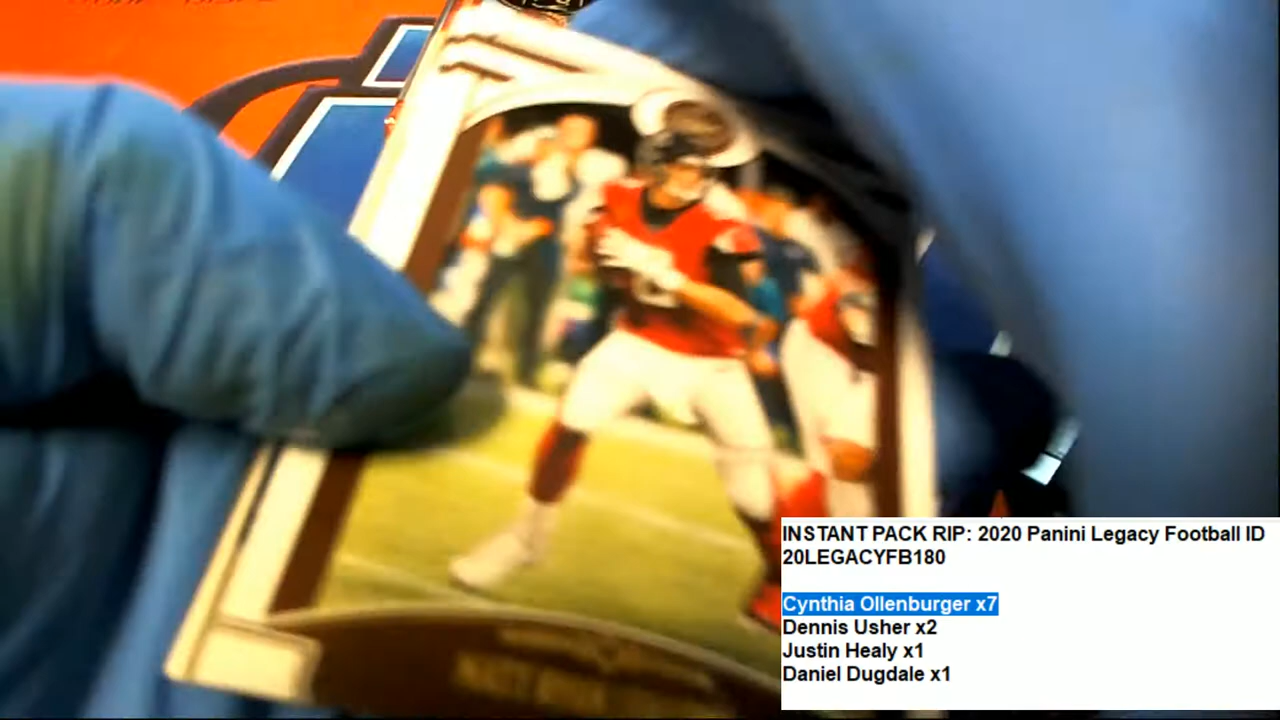 INSTANT PACK RIP: 2020 Panini Legacy Football ID
20LEGACYFB180
Cynthia Ollenburger x7
Dennis Usher x2
Justin Healy x1
Daniel Dugdale x1